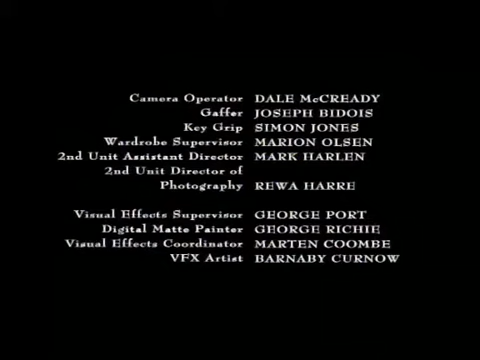 Camera Operator DALE McCREADY
Gaffer JOSEPH BIDOIS
Key Grip SIMON JONES
Wardrobe Supervisor MARION OLSEN
2nd Unit Assistant Director MARK HARLEN
2nd Unit Director of
Photography REWA HARRE
Visual Effects Supervisor GEORGE PORT
Digital Matte Painter GEORGE RICHIE
Visual Effects Coordinator MARTEN COOMBE
VFX Artist BARNABY CURNOW